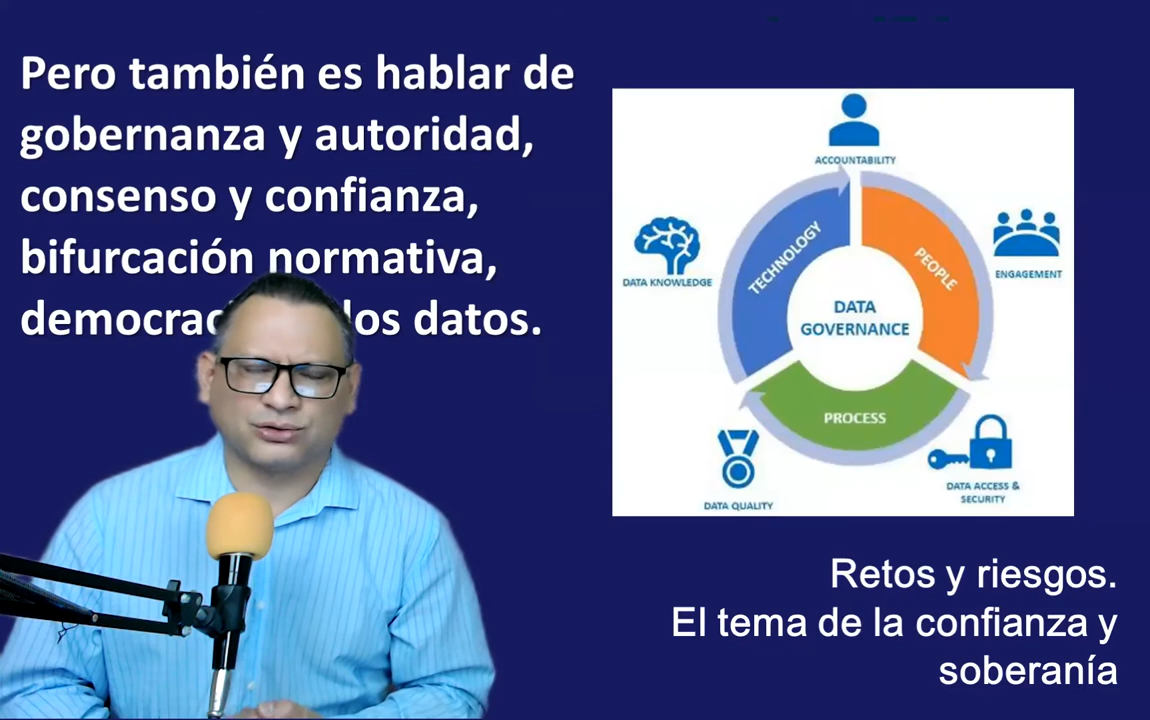 Pero también es hablar de
gobernanza y autoridad,
consenso y confianza,
bifurcación normativa,
los datos.
ACCOUNTABILITY
TECHNOLOGY
PEOPLE
DATA KNOWLEDGE
ENGAGEMENT
DATA
GOVERNANCE
PROCESS
DATA QUALITY
DATA ACCESS &
SECURITY
Retos y riesgos.
El tema de la confianza y
soberanía